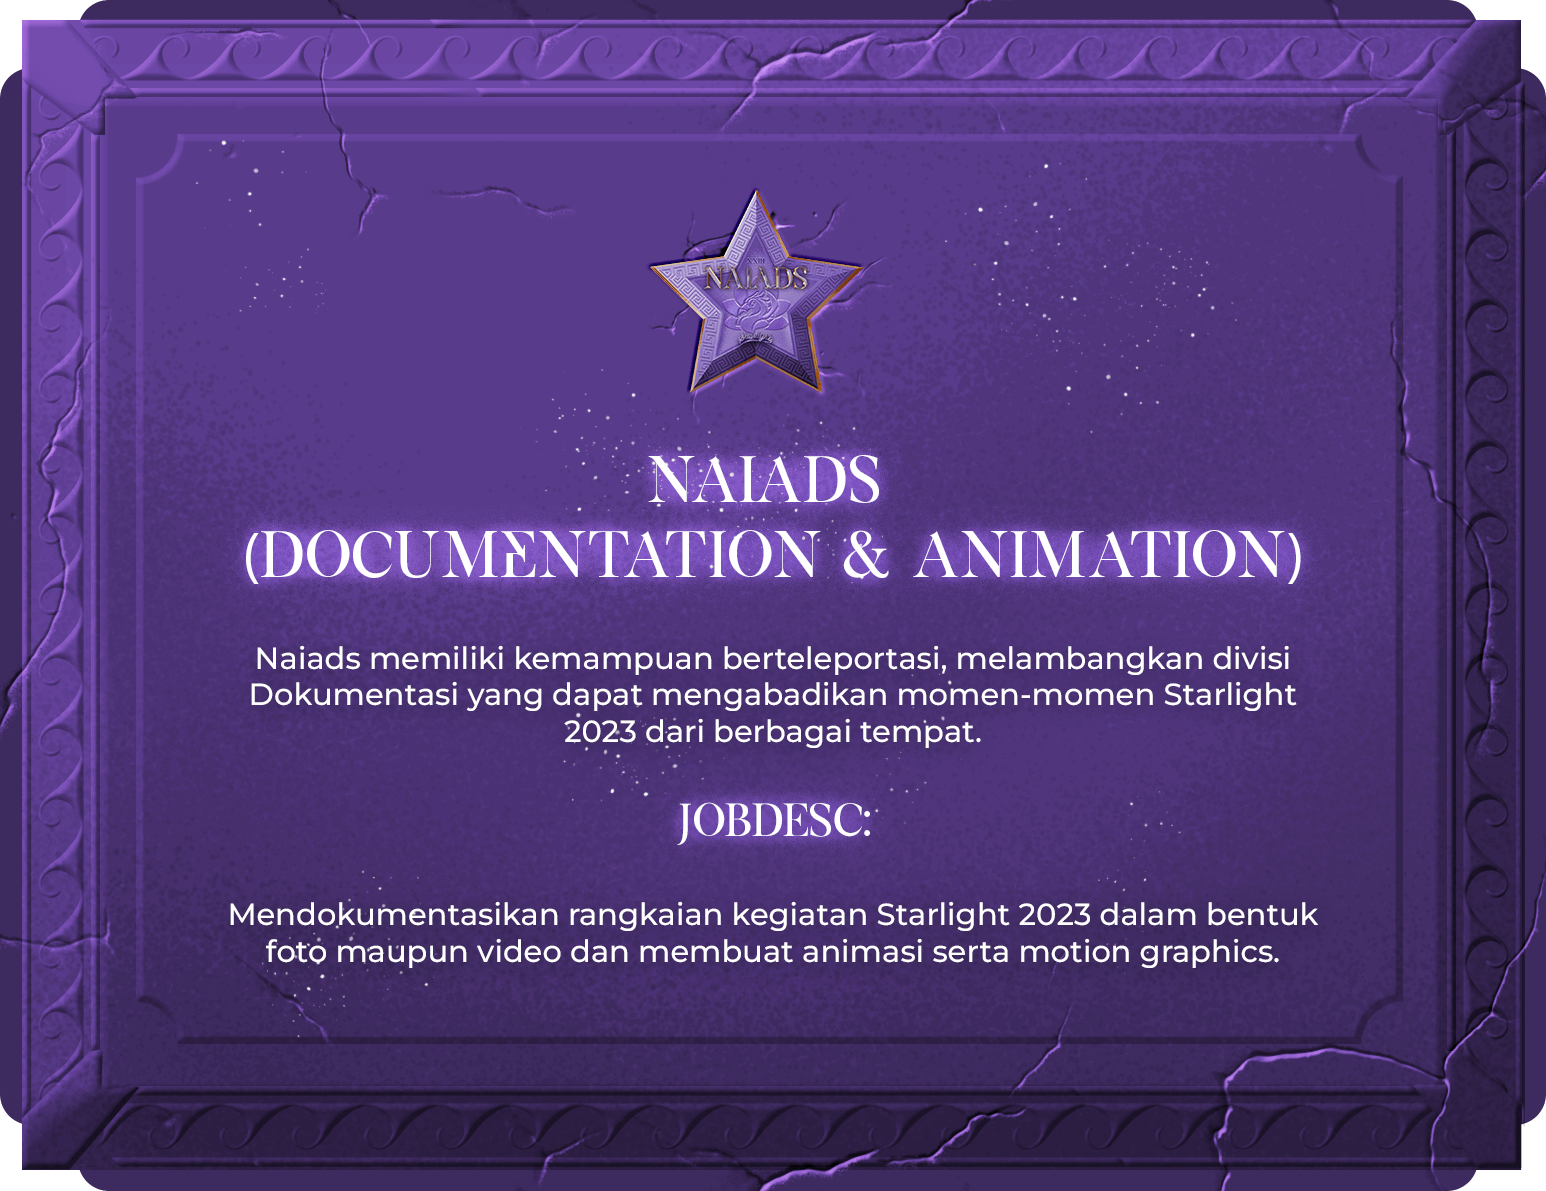 NAIADS
NAIADS
(DOCUMENTATION & ANIMATION)
Naiads memiliki kemampuan berteleportasi, melambangkan divisi
Dokumentasi yang dapat mengabadikan momen-momen Starlight
2023 dari berbagai tempat.
JOBDESC:
Mendokumentasikan rangkaian kegiatan Starlight 2023 dalam bentuk
foto maupun video dan membuat animasi serta motion graphics.